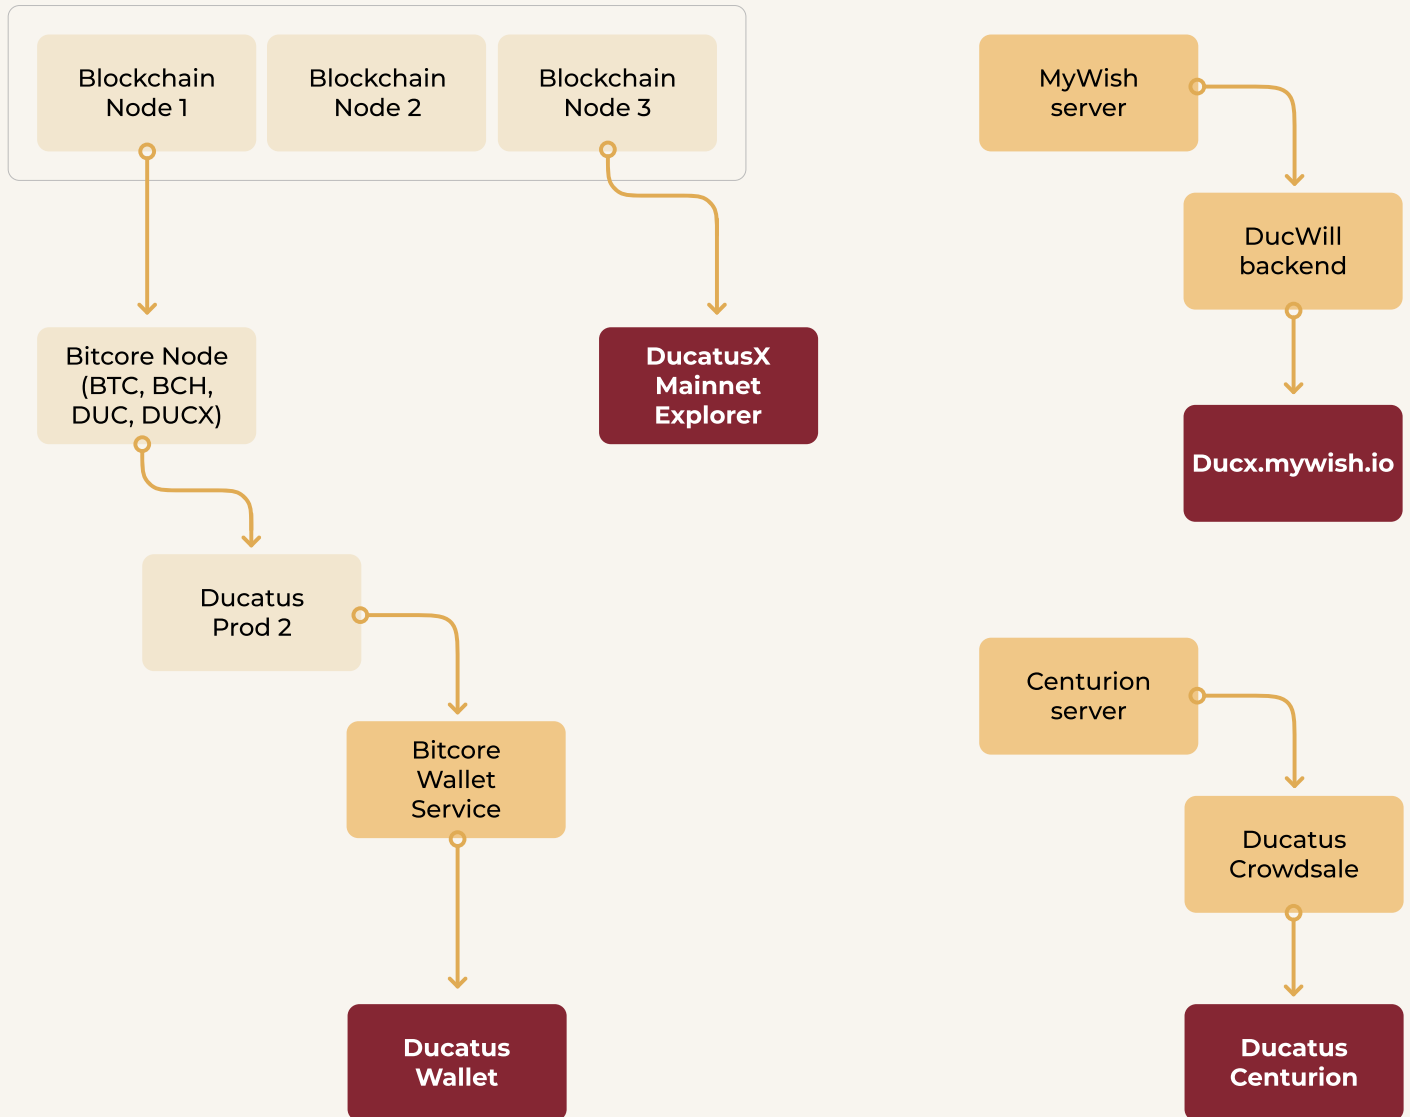 Blockchain
Node 1
Blockchain
Node 2
Blockchain
Node 3
MyWish
server
DucWill
backend
Bitcore Node
(BTC, BCH,
DUC, DUCX)
DucatusX
Mainnet
Explorer
Ducx.mywish.io
Ducatus
Prod 2
Centurion
server
Bitcore
Wallet
Service
Ducatus
Crowdsale
Ducatus
Wallet
Ducatus
Centurion